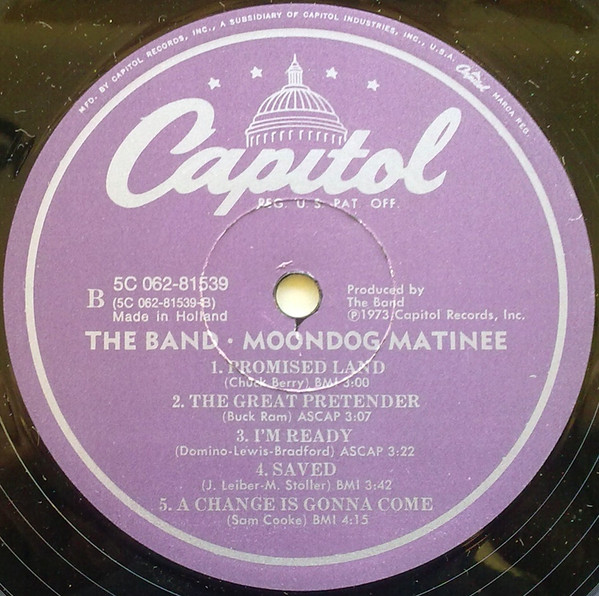 MFD. BY CAPITOL RECORDS, INC., A SUBSIDIARY OF CAPITOL INDUSTRIES, INC., U.S.A. Capitol MARCA REG.
Capitol
REG. U.S. PAT. OFF.
5C 062-81539
B (5C 062-81539-B)
Made in Holland
Produced by
The Band
Ⓟ1973 Capitol Records, Inc.
THE BAND · MOONDOG MATINEE
1. PROMISED LAND
(Chuck Berry) BMI 3:00
2. THE GREAT PRETENDER
(Buck Ram) ASCAP 3:07
3. I'M READY
(Domino-Lewis-Bradford) ASCAP 3:22
4. SAVED
(J. Leiber-M. Stoller) BMI 3:42
5. A CHANGE IS GONNA COME
(Sam Cooke) BMI 4:15